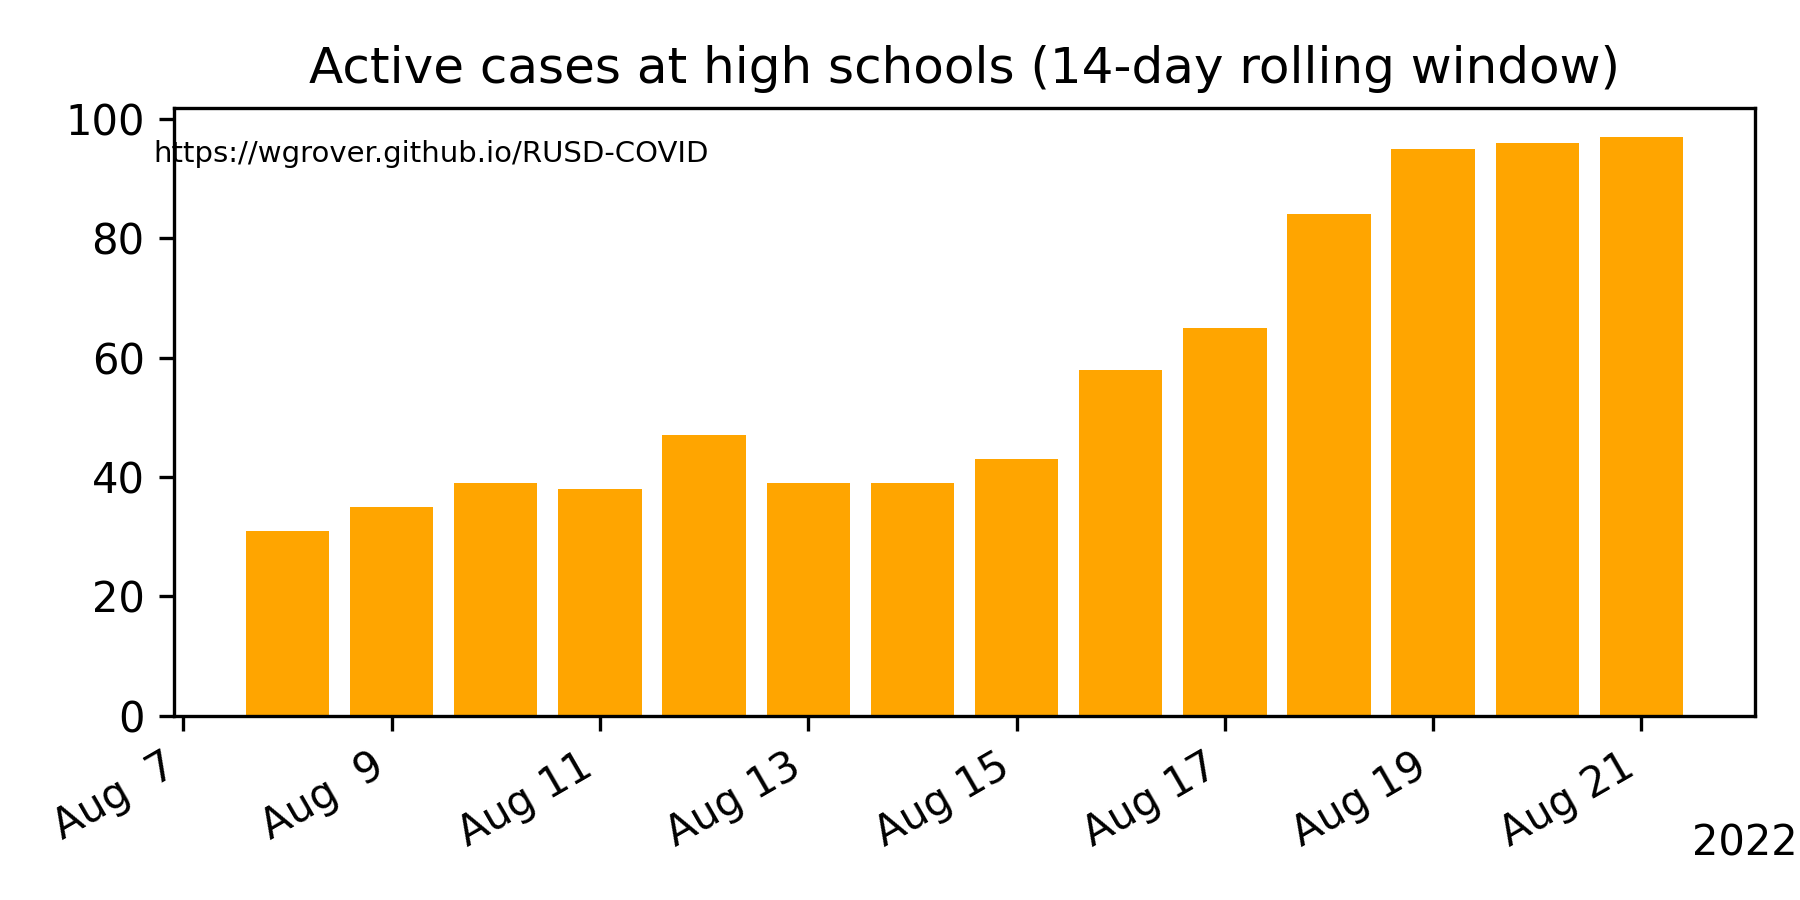 Active cases at high schools (14-day rolling window)
https://wgrover.github.io/RUSD-COVID
100
80
60
40
20
0
Aug 7
Aug 9
Aug 11
Aug 13
Aug 15
Aug 17
Aug 19
Aug 21
2022